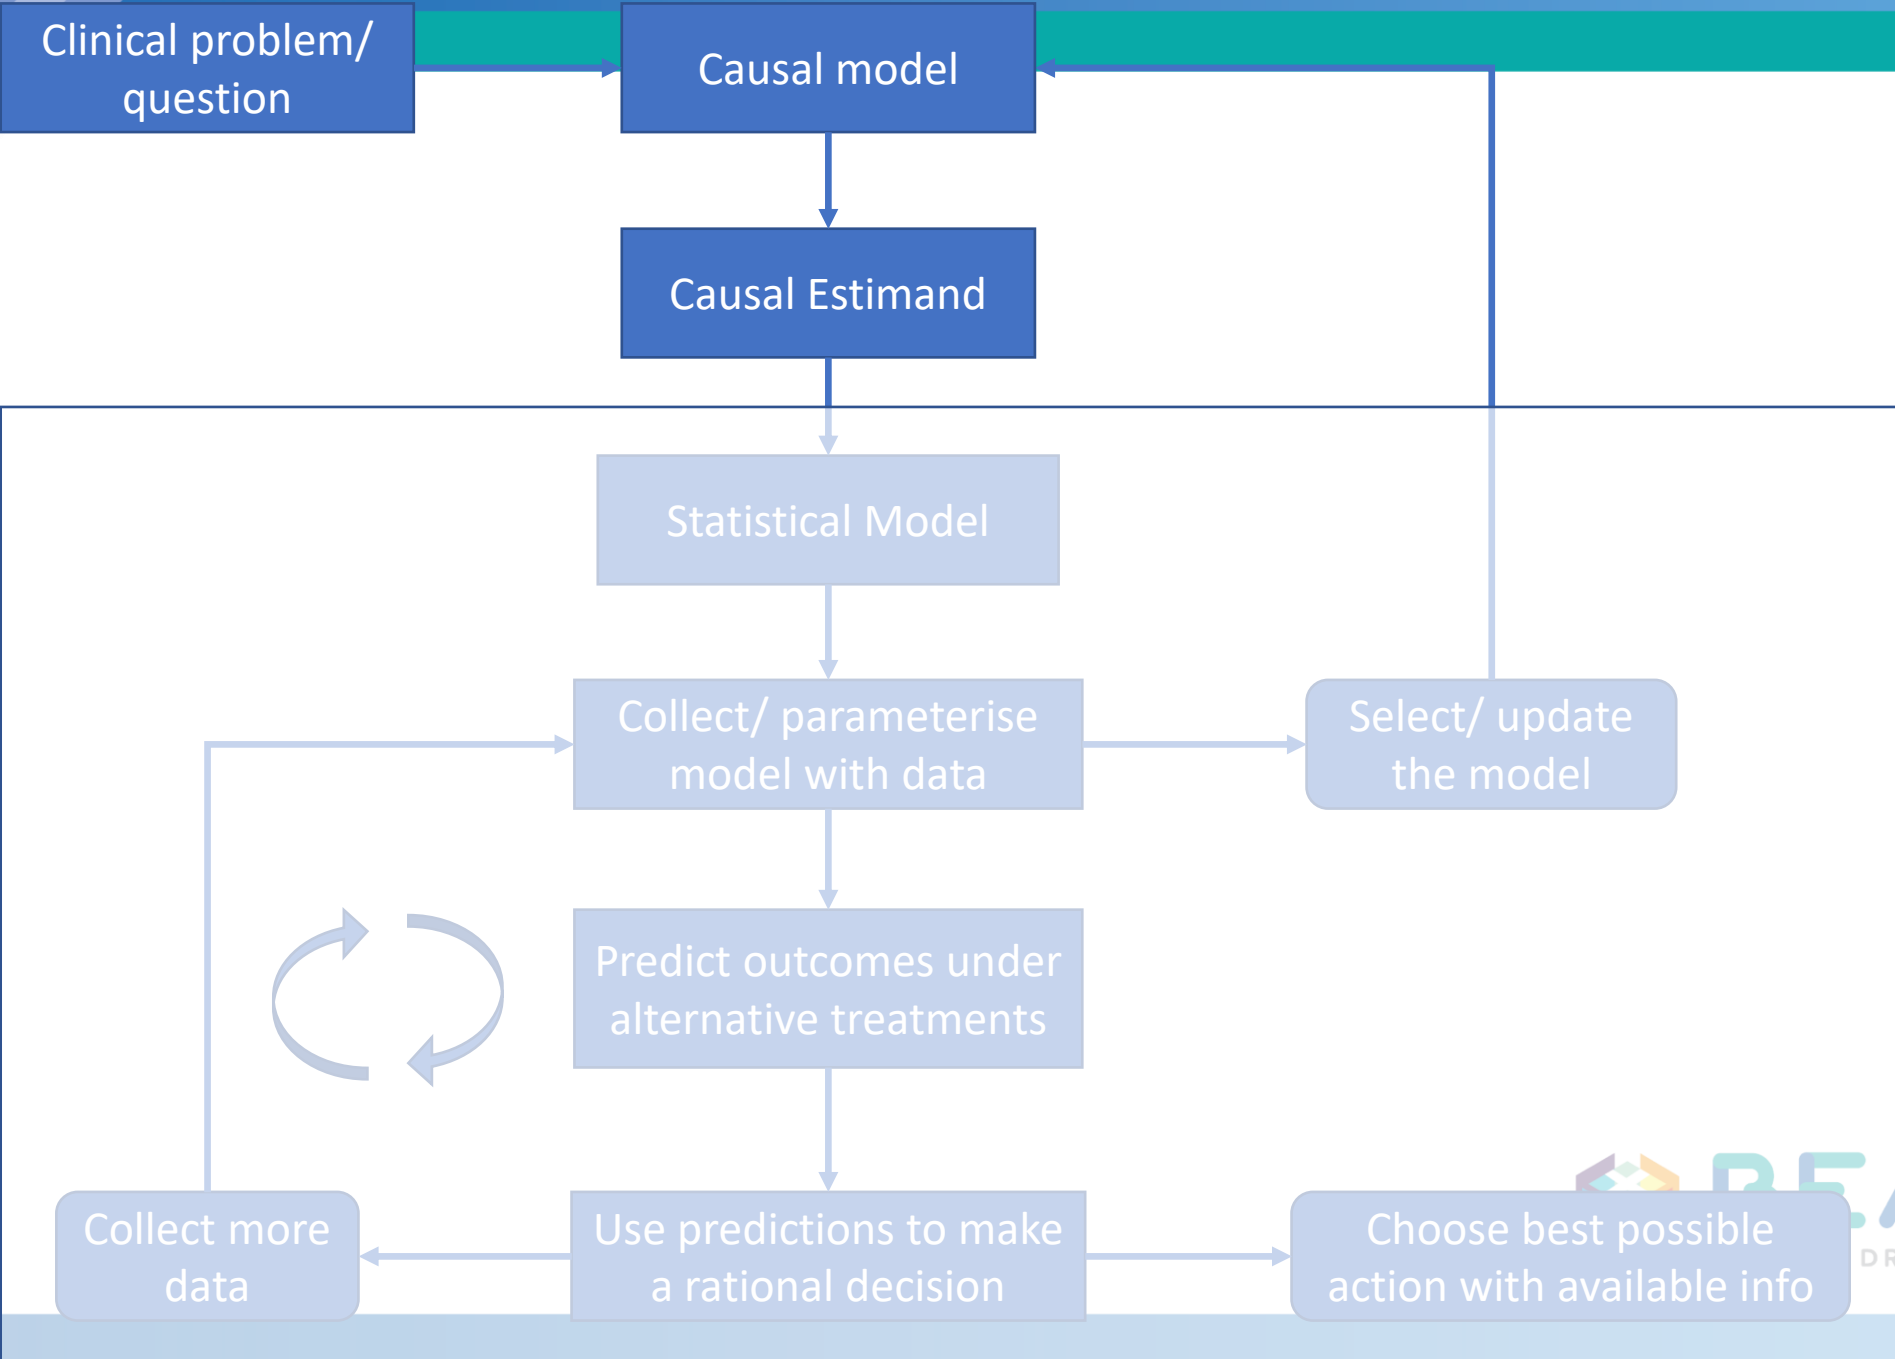 Clinical problem/
question
Causal model
Causal Estimand
Statistical Model
Collect/ parameterise
model with data
Select/ update
the model
Predict outcomes under
alternative treatments
Collect more
data
Use predictions to make
a rational decision
Choose best possible
action with available info